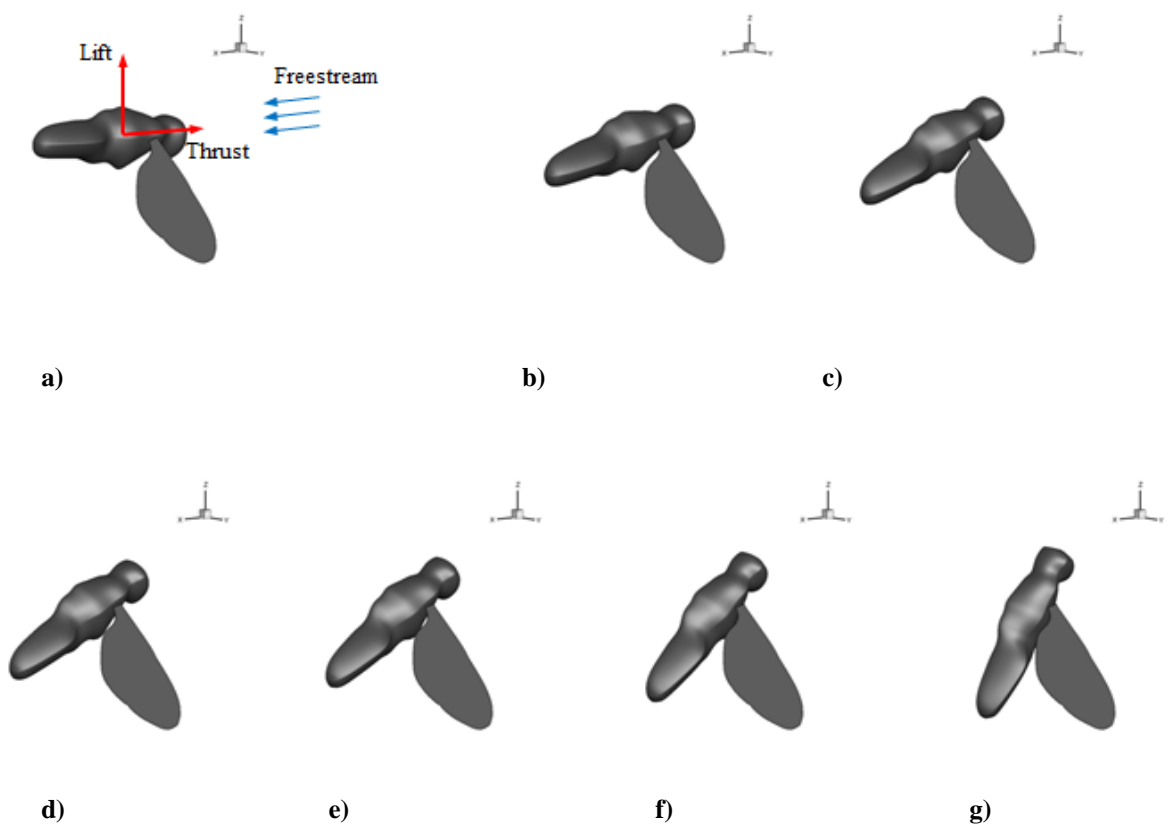 Z
X Y
Lift
Freestream
Thrust
Z
X Y
Z
X Y
a)
b)
c)
Z
X Y
Z
X Y
Z
X Y
Z
X Y
d)
e)
f)
g)